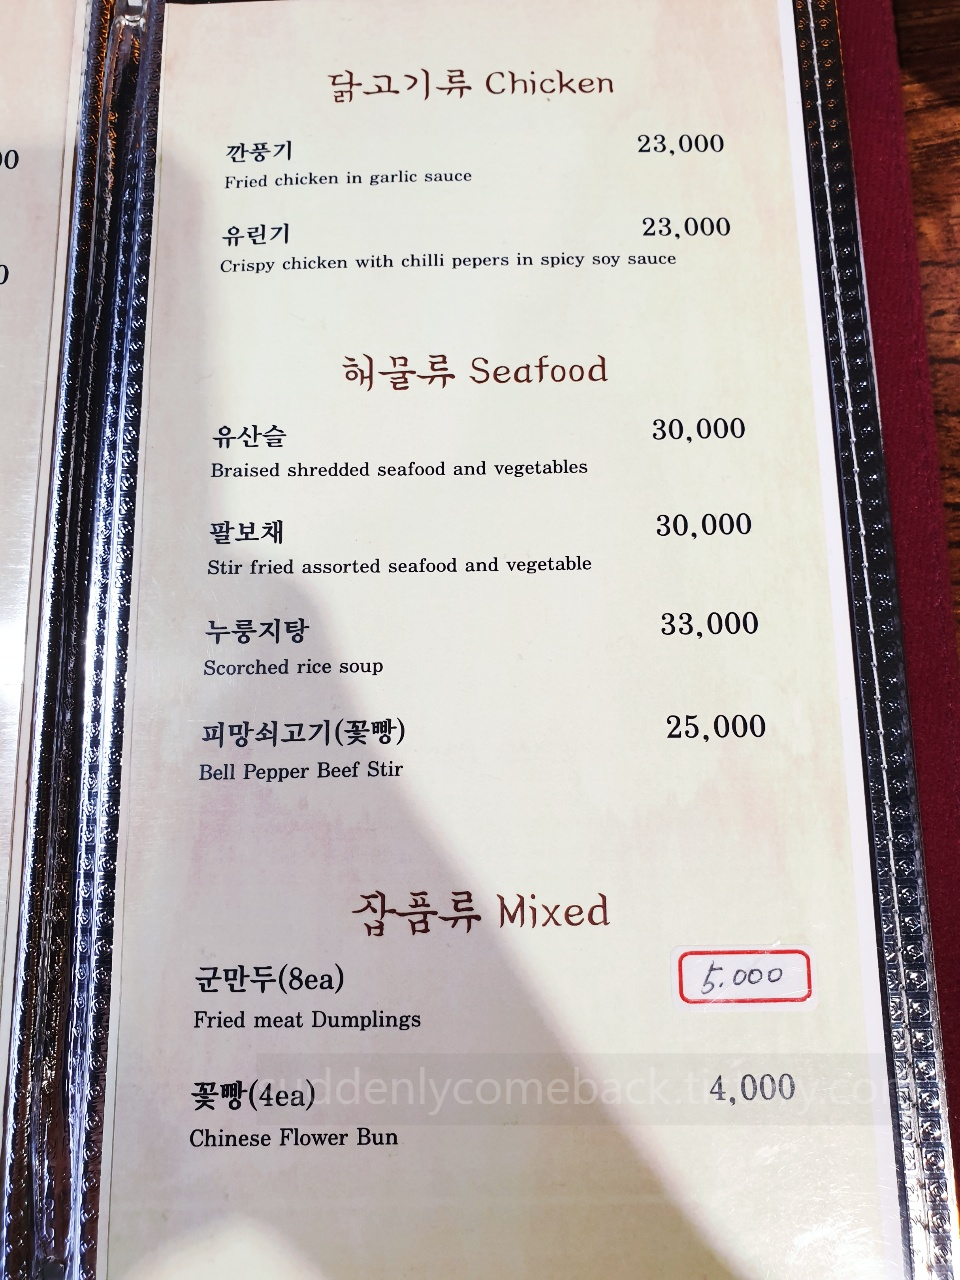 닭고기류 Chicken
깐풍기 23,000
Fried chicken in garlic sauce
유린기 23,000
Crispy chicken with chilli pepers in spicy soy sauce
해물류 Seafood
유산슬 30,000
Braised shredded seafood and vegetables
팔보채 30,000
Stir fried assorted seafood and vegetable
누룽지탕 33,000
Scorched rice soup
피망쇠고기(꽃빵) 25,000
Bell Pepper Beef Stir
잡품류 Mixed
군만두(8ea) 5.000
Fried meat Dumplings
꽃빵(4ea) 4,000
Chinese Flower Bun